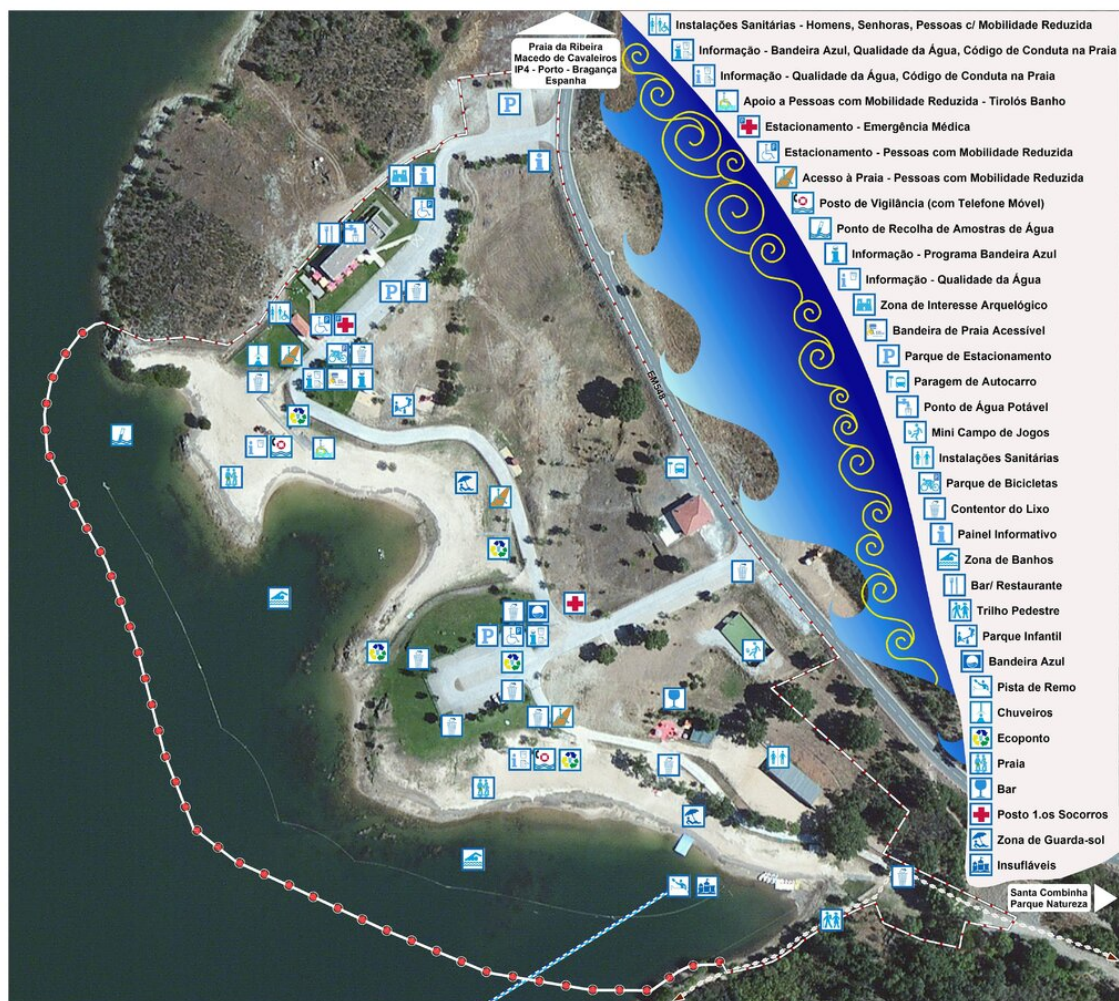 Praia da Ribeira
Macedo de Cavaleiros
IP4 - Porto - Bragança
Espanha
Instalações Sanitárias - Homens, Senhoras, Pessoas c/ Mobilidade Reduzida
Informação - Bandeira Azul, Qualidade da Água, Código de Conduta na Praia
Informação - Qualidade da Água, Código de Conduta na Praia
Apoio a Pessoas com Mobilidade Reduzida - Tirolós Banho
Estacionamento - Emergência Médica
Estacionamento - Pessoas com Mobilidade Reduzida
Acesso à Praia - Pessoas com Mobilidade Reduzida
Posto de Vigilância (com Telefone Móvel)
Ponto de Recolha de Amostras de Água
Informação - Programa Bandeira Azul
Informação - Qualidade da Água
Zona de Interesse Arquelógico
Bandeira de Praia Acessível
P Parque de Estacionamento
Paragem de Autocarro
Ponto de Água Potável
Mini Campo de Jogos
Instalações Sanitárias
Parque de Bicicletas
Contentor do Lixo
Painel Informativo
Zona de Banhos
Bar/ Restaurante
Trilho Pedestre
Parque Infantil
Bandeira Azul
Pista de Remo
Chuveiros
Ecoponto
Praia
Bar
Posto 1.os Socorros
Zona de Guarda-sol
Insufláveis
P
EM548
P
P
Santa Combinha
Parque Natureza